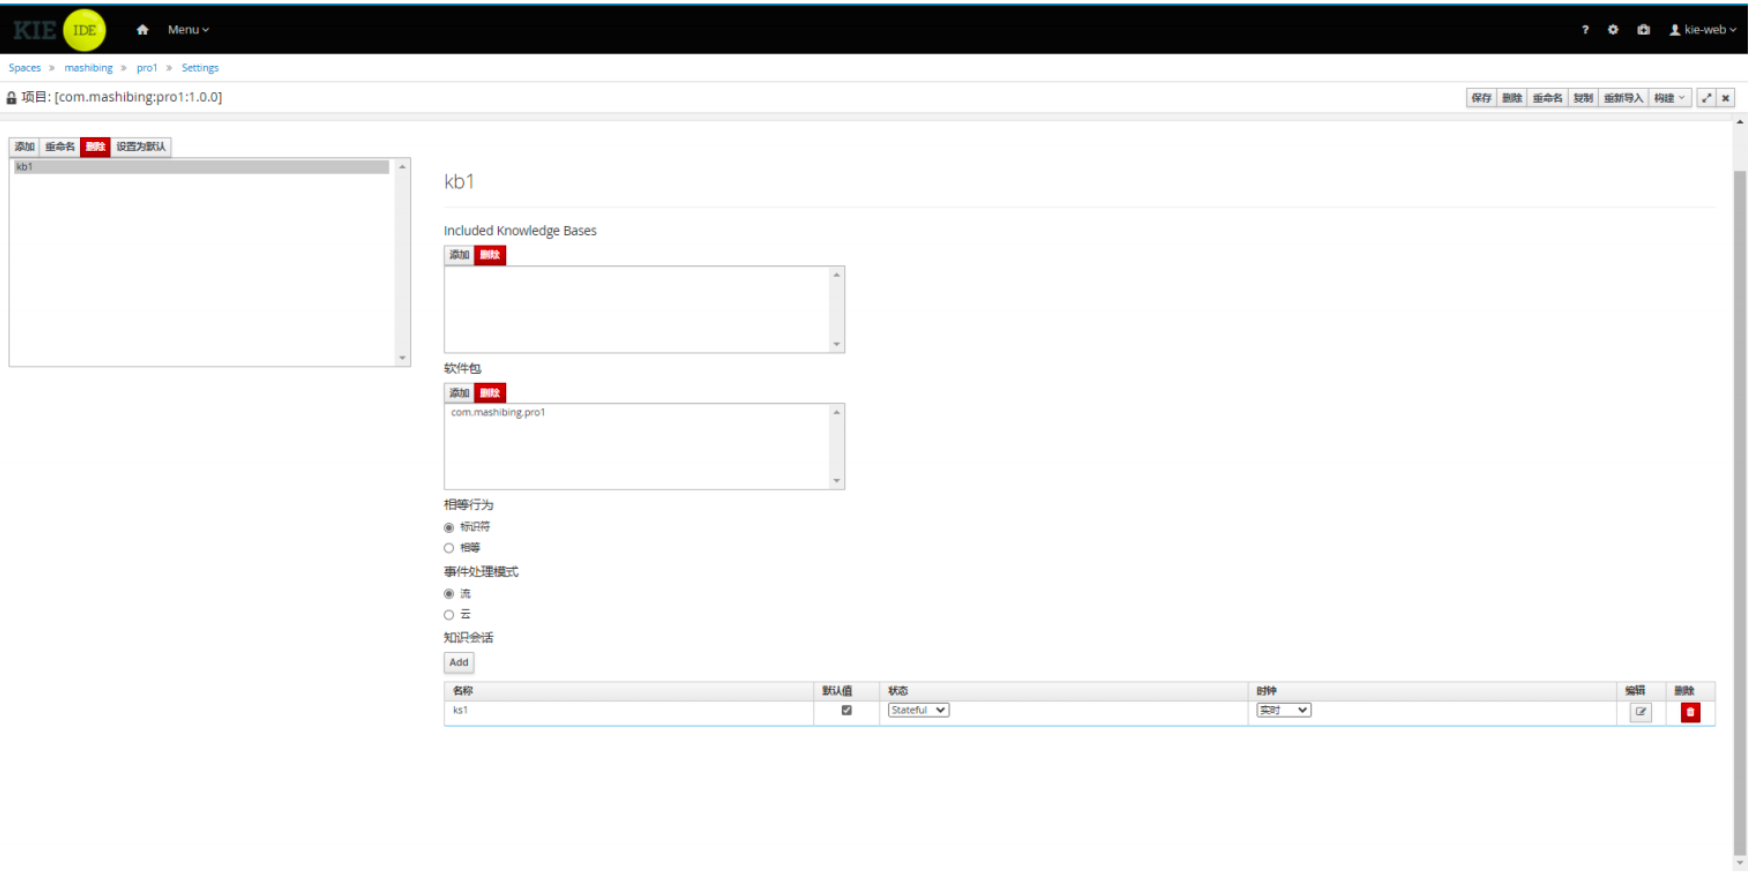 KIE IDE Menu ? kie-web
Spaces » mashibing » pro1 » Settings
项目: [com.mashibing:pro1:1.0.0] 保存 删除 重命名 复制 重新导入 构建
添加 重命名 删除 设置为默认
kb1
kb1
Included Knowledge Bases
添加 删除
软件包
添加 删除
com.mashibing.pro1
相等行为
标识符
相等
事件处理模式
流
云
知识会话
Add
名称 默认值 状态 时钟 编辑 删除
ks1 Stateful 实时